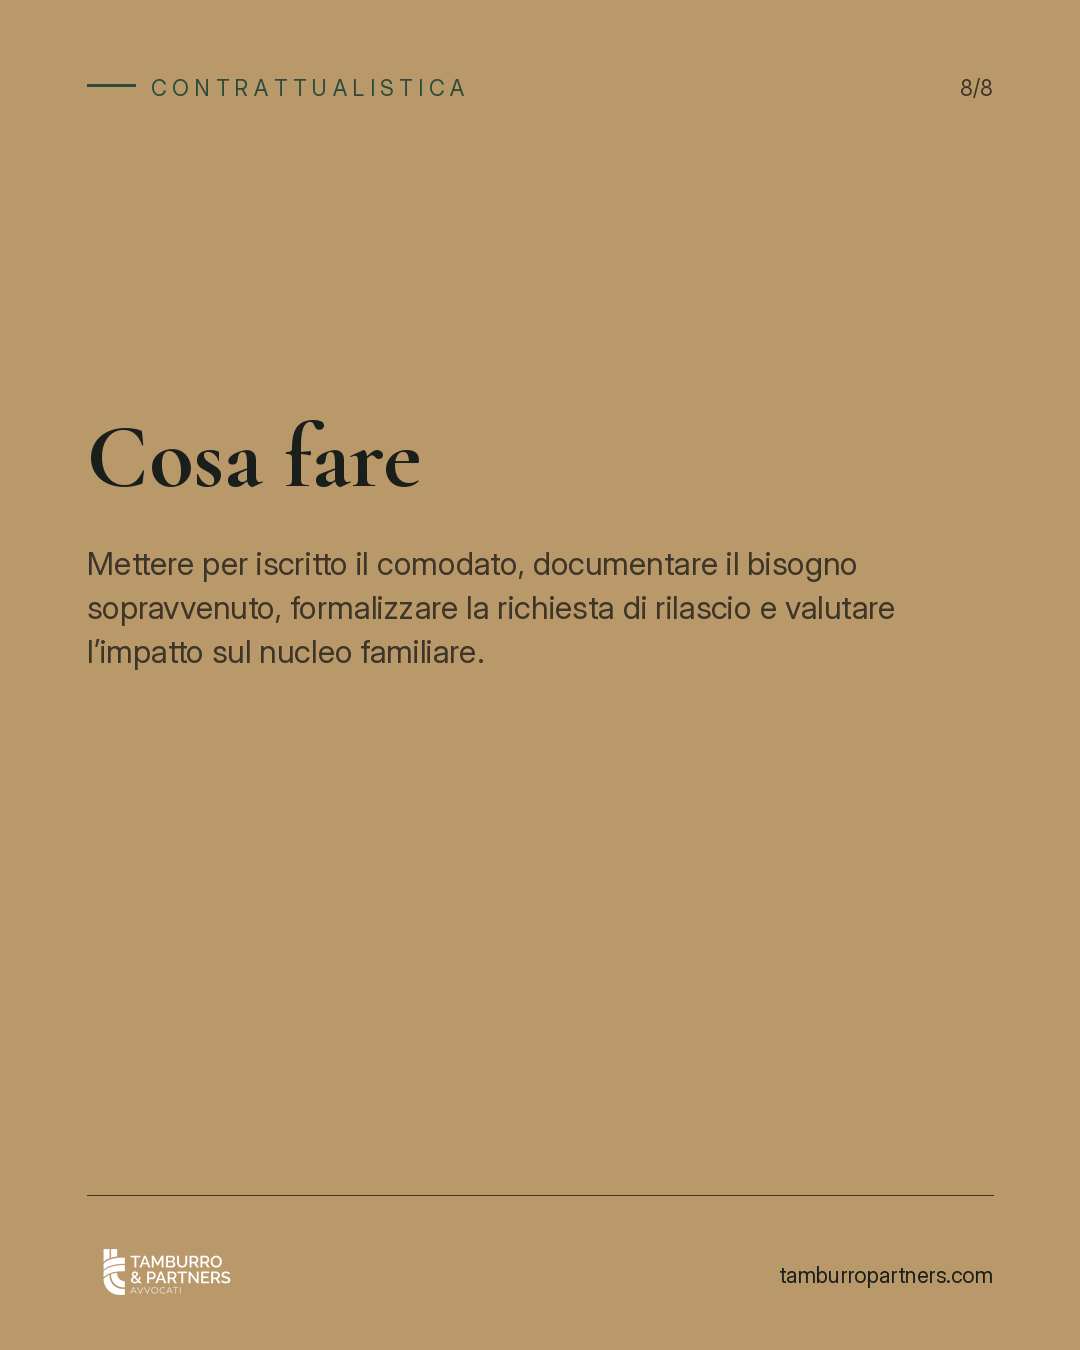 CONTRATTUALISTICA
8/8
Cosa fare
Mettere per iscritto il comodato, documentare il bisogno
sopravvenuto, formalizzare la richiesta di rilascio e valutare
l’impatto sul nucleo familiare.
TAMBURRO
& PARTNERS
AVVOCATI
tamburropartners.com